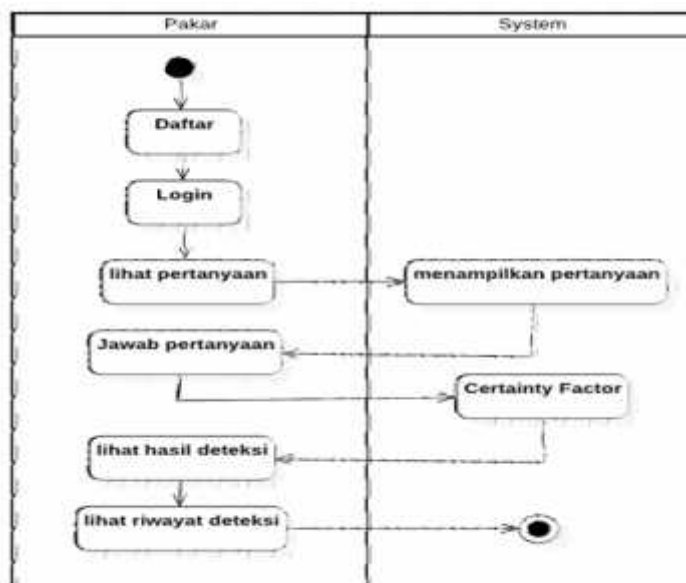 Pakar
System
Daftar
Login
lihat pertanyaan
menampilkan pertanyaan
Jawab pertanyaan
Certainty Factor
lihat hasil deteksi
lihat riwayat deteksi